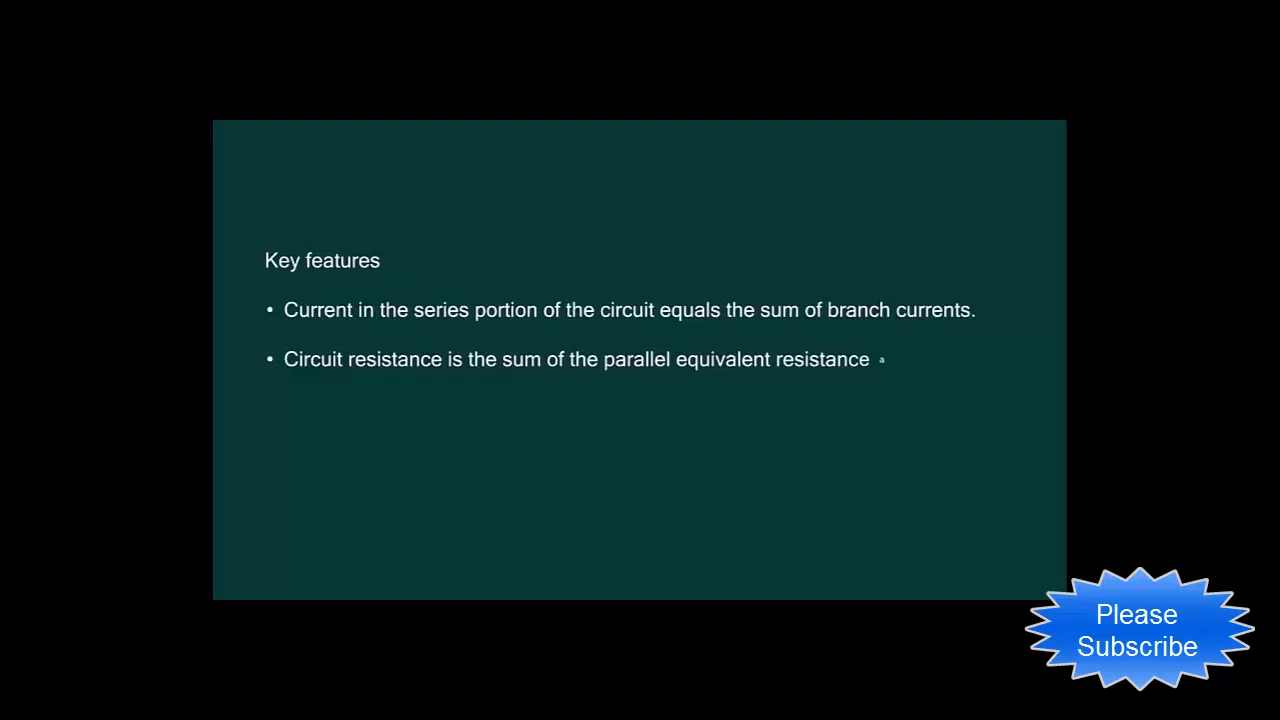 Key features
• Current in the series portion of the circuit equals the sum of branch currents.
• Circuit resistance is the sum of the parallel equivalent resistance a
Please
Subscribe